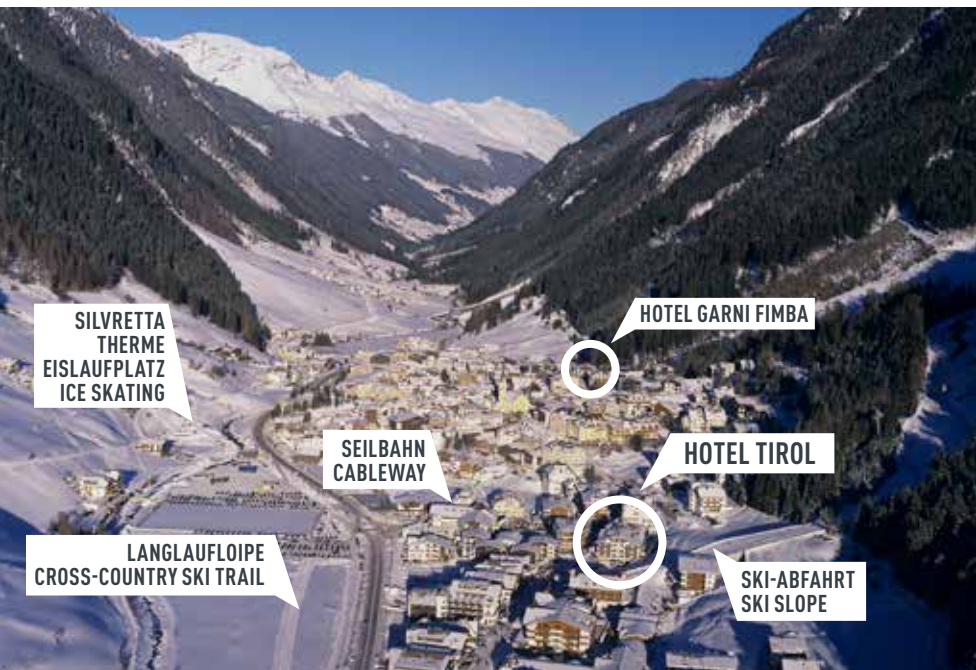 SILVRETTA
THERME
EISLAUFPLATZ
ICE SKATING
HOTEL GARNI FIMBA
SEILBAHN
CABLEWAY
HOTEL TIROL
LANGLAUFLOIPE
CROSS-COUNTRY SKI TRAIL
SKI-ABFAHRT
SKI SLOPE